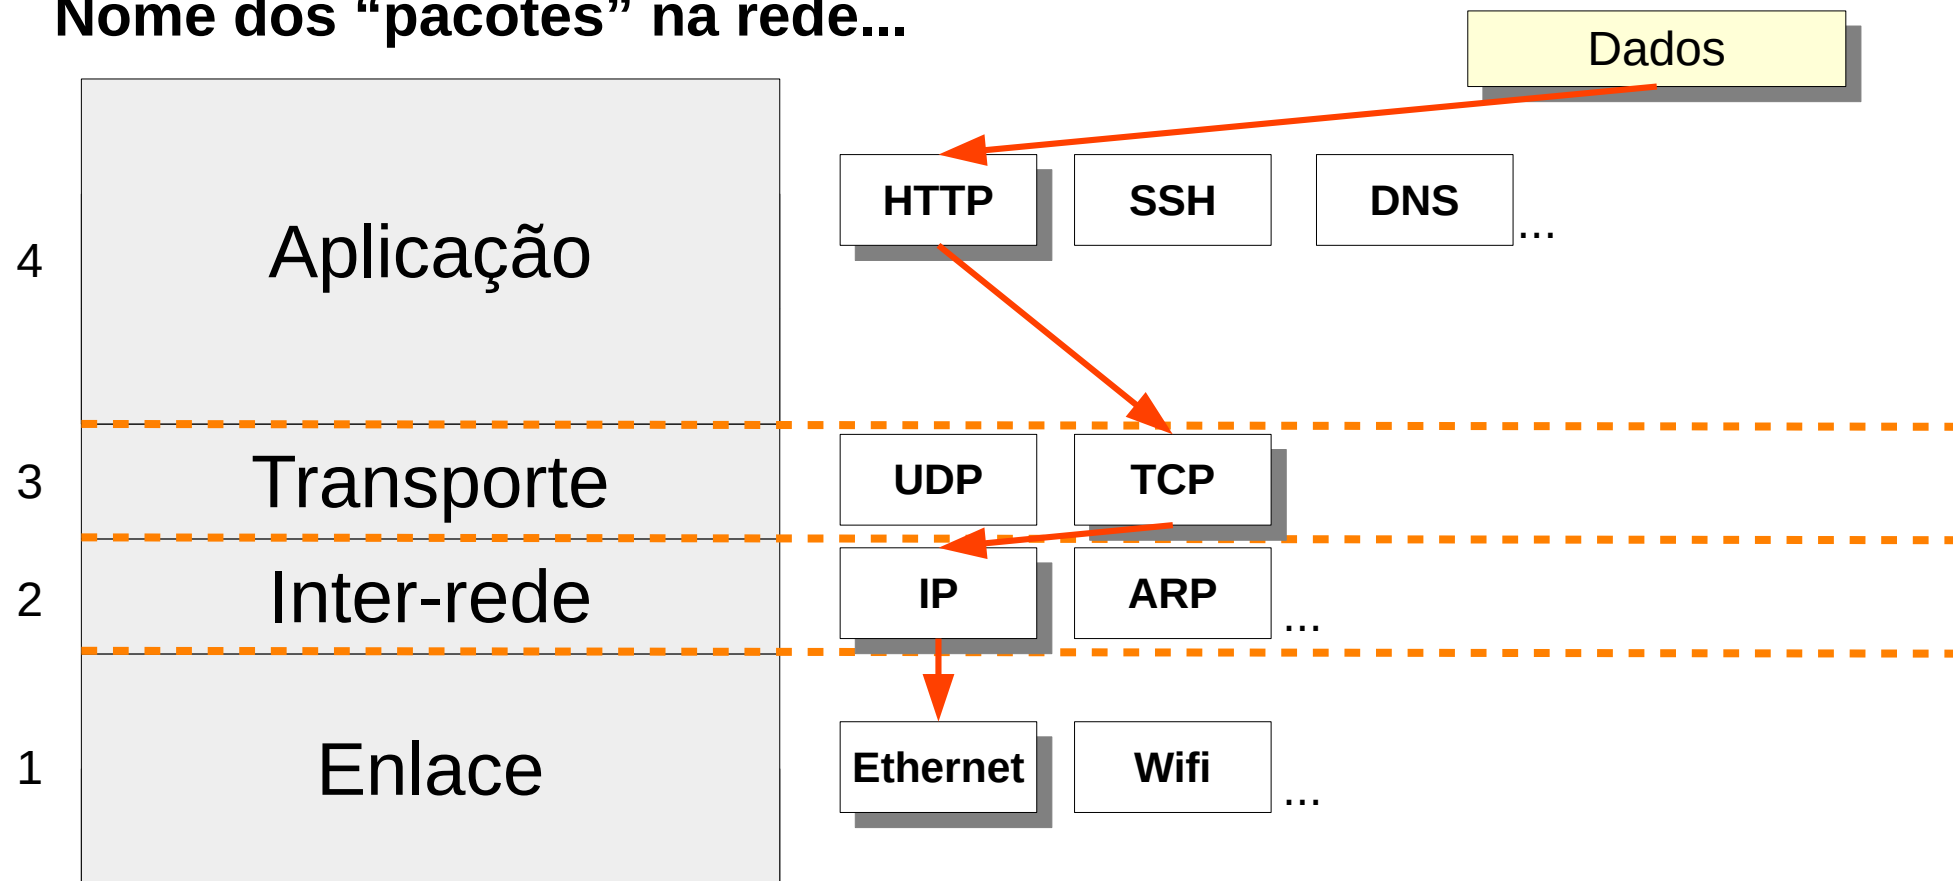 Nome dos “pacotes” na rede...
Dados
HTTP SSH DNS ...
4 Aplicação
3 Transporte UDP TCP
2 Inter-rede IP ARP ...
1 Enlace Ethernet Wifi ...